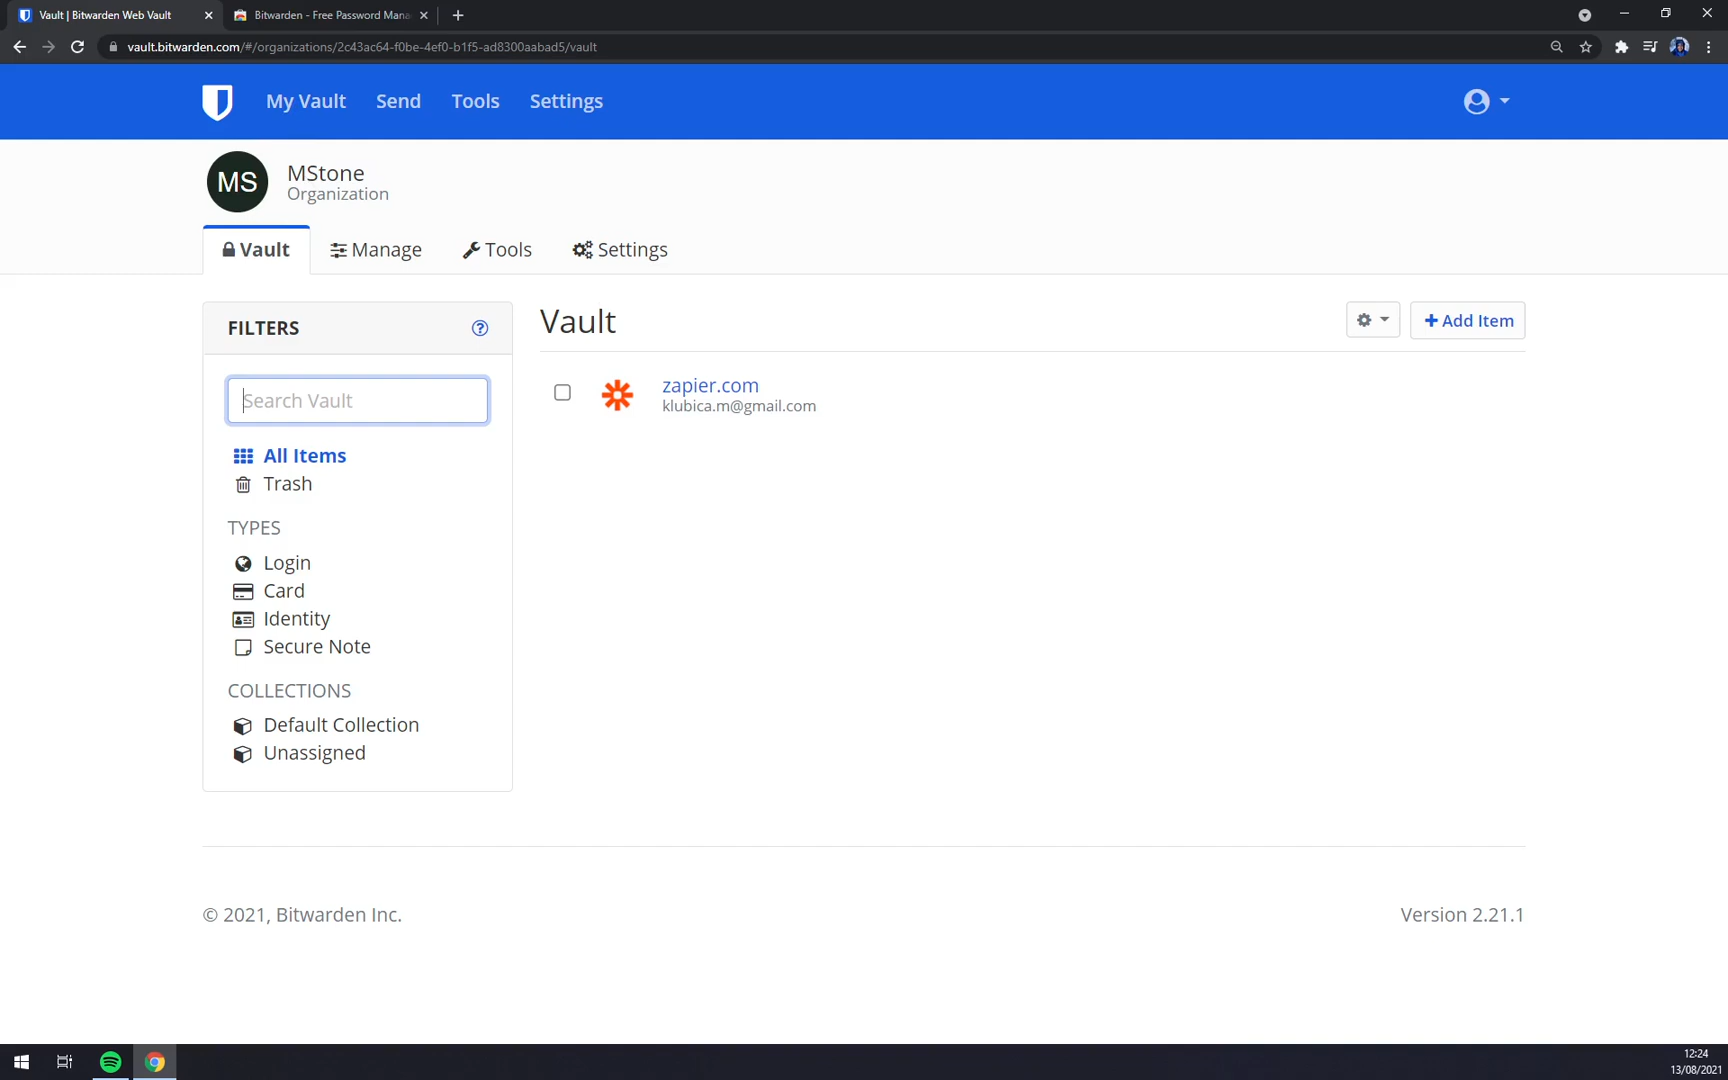 Vault | Bitwarden Web Vault
Bitwarden - Free Password Mana
vault.bitwarden.com/#/organizations/2c43ac64-f0be-4ef0-b1f5-ad8300aabad5/vault
My Vault Send Tools Settings
MS
MStone
Organization
Vault Manage Tools Settings
FILTERS
Vault
Add Item
Search Vault
zapier.com
klubica.m@gmail.com
All Items
Trash
TYPES
Login
Card
Identity
Secure Note
COLLECTIONS
Default Collection
Unassigned
© 2021, Bitwarden Inc.
Version 2.21.1
12:24
13/08/2021